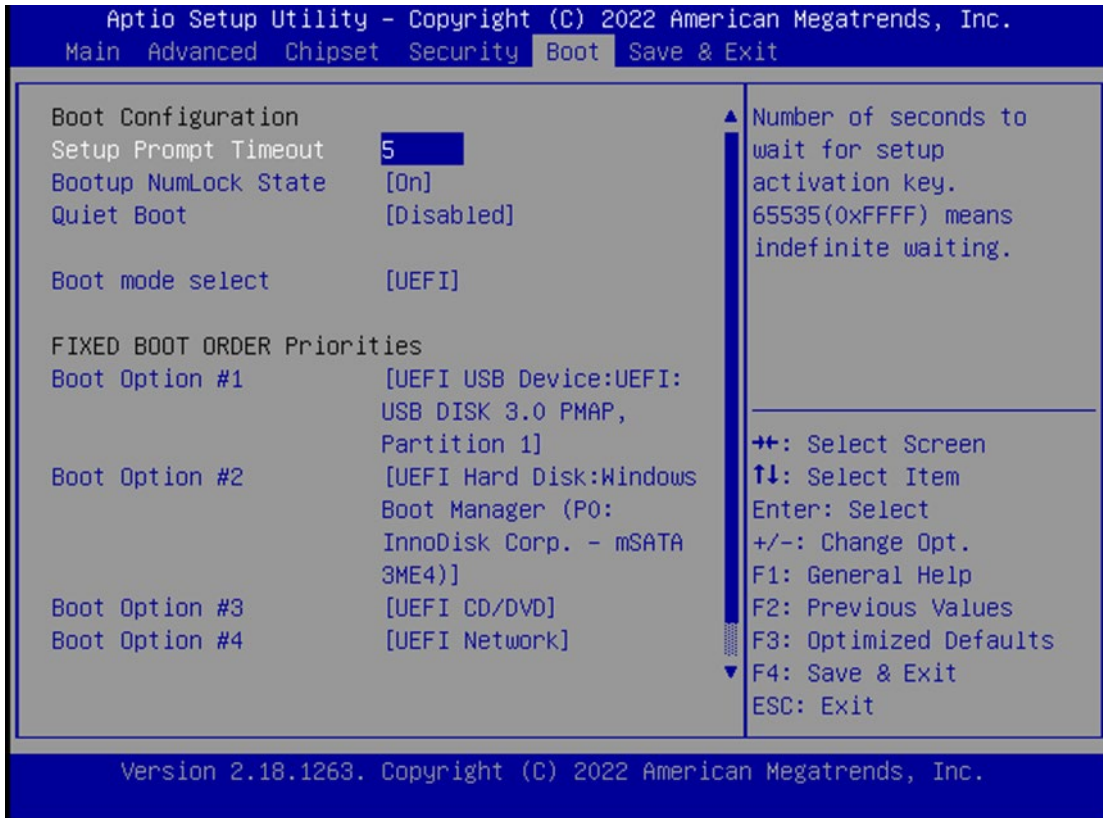 Aptio Setup Utility – Copyright (C) 2022 American Megatrends, Inc.
Main Advanced Chipset Security Boot Save & Exit
Boot Configuration
Setup Prompt Timeout 5
Bootup NumLock State [On]
Quiet Boot [Disabled]
Boot mode select [UEFI]
FIXED BOOT ORDER Priorities
Boot Option #1 [UEFI USB Device:UEFI:
USB DISK 3.0 PMAP,
Partition 1]
Boot Option #2 [UEFI Hard Disk:Windows
Boot Manager (P0:
InnoDisk Corp. – mSATA
3ME4)]
Boot Option #3 [UEFI CD/DVD]
Boot Option #4 [UEFI Network]
Number of seconds to
wait for setup
activation key.
65535(0xFFFF) means
indefinite waiting.
→←: Select Screen
↑↓: Select Item
Enter: Select
+/-: Change Opt.
F1: General Help
F2: Previous Values
F3: Optimized Defaults
F4: Save & Exit
ESC: Exit
Version 2.18.1263. Copyright (C) 2022 American Megatrends, Inc.